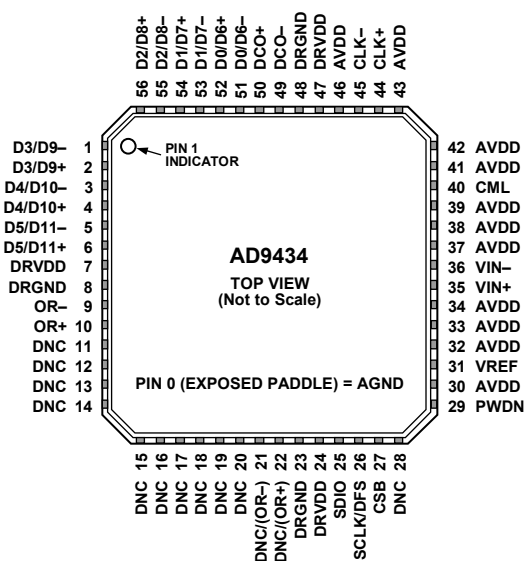 56 D2/D8+
55 D2/D8–
54 D1/D7+
53 D1/D7–
52 D0/D6+
51 D0/D6–
50 DCO+
49 DCO–
48 DRGND
47 DRVDD
46 AVDD
45 CLK–
44 CLK+
43 AVDD
D3/D9– 1
D3/D9+ 2
D4/D10– 3
D4/D10+ 4
D5/D11– 5
D5/D11+ 6
DRVDD 7
DRGND 8
OR– 9
OR+ 10
DNC 11
DNC 12
DNC 13
DNC 14
PIN 1
INDICATOR
AD9434
TOP VIEW
(Not to Scale)
PIN 0 (EXPOSED PADDLE) = AGND
42 AVDD
41 AVDD
40 CML
39 AVDD
38 AVDD
37 AVDD
36 VIN–
35 VIN+
34 AVDD
33 AVDD
32 AVDD
31 VREF
30 AVDD
29 PWDN
DNC 15
DNC 16
DNC 17
DNC 18
DNC 19
DNC 20
DNC/(OR–) 21
DNC/(OR+) 22
DRGND 23
DRVDD 24
SDIO 25
SCLK/DFS 26
CSB 27
DNC 28